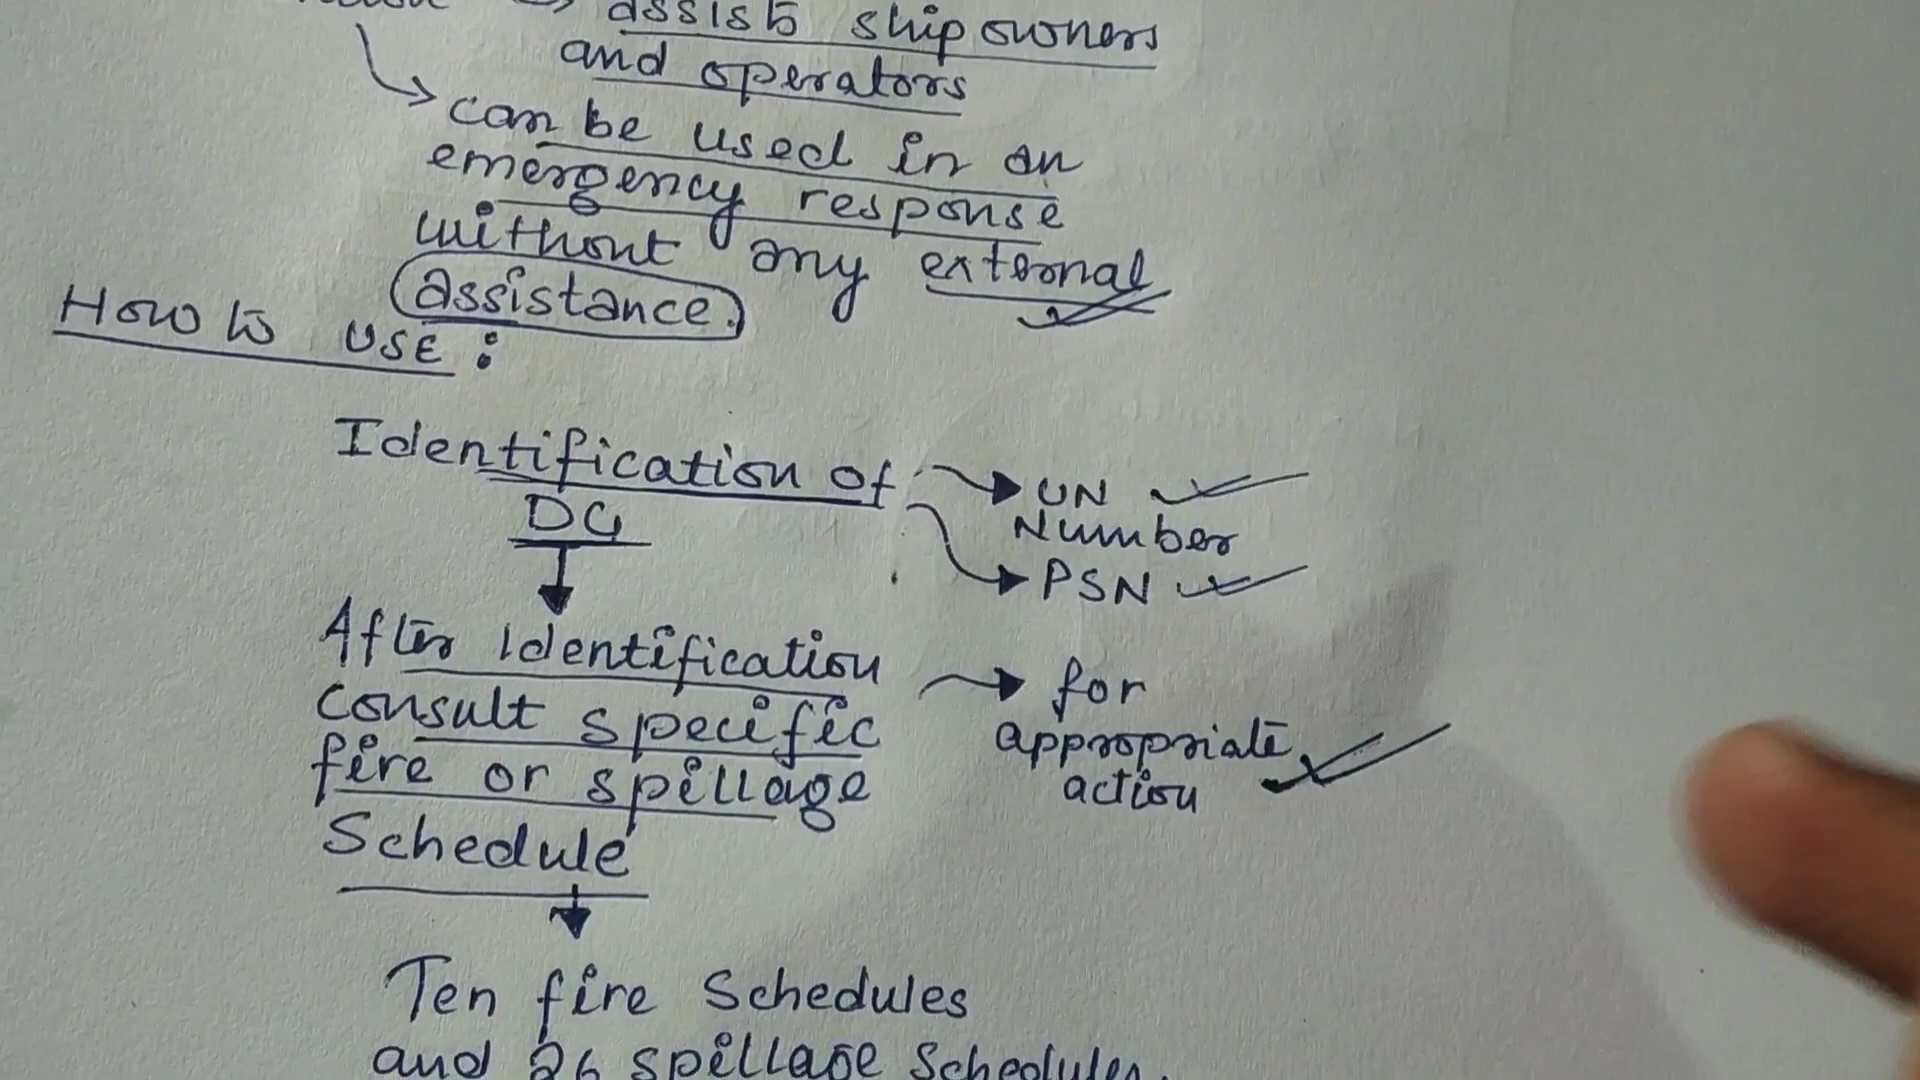 assists ship owners
and operators
can be used in an
emergency response
without any external
assistance.
How to use:
Identification of
DG
UN
Number
PSN
After identification
consult specific
fire or spillage
Schedule
for
appropriate
action
Ten fire Schedules
and 26 spillage Schedules.